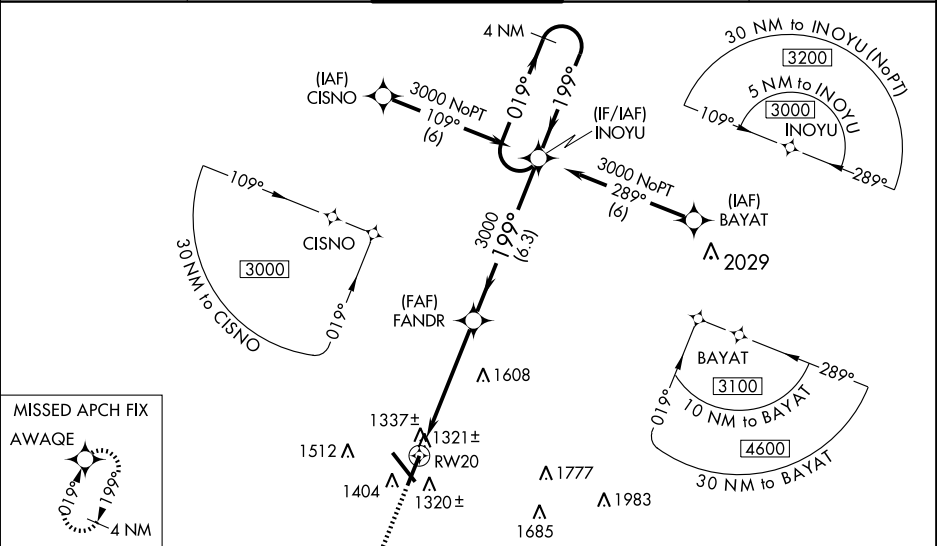 4 NM
019°
199°
(IAF)
CISNO
3000 NoPT
109°
(6)
(IF/IAF)
INOYU
3000 NoPT
289°
(6)
(IAF)
BAYAT
2029
30 NM to INOYU (NoPT)
3200
5 NM to INOYU
3000
INOYU
109°
289°
109°
CISNO
3000
019°
30 NM to CISNO
3000
199°
(6.3)
(FAF)
FANDR
1608
1337±
1321±
RW20
1512
1404
1320±
1777
1983
1685
BAYAT
289°
3100
10 NM to BAYAT
019°
4600
30 NM to BAYAT
MISSED APCH FIX
AWAQE
019°
199°
4 NM